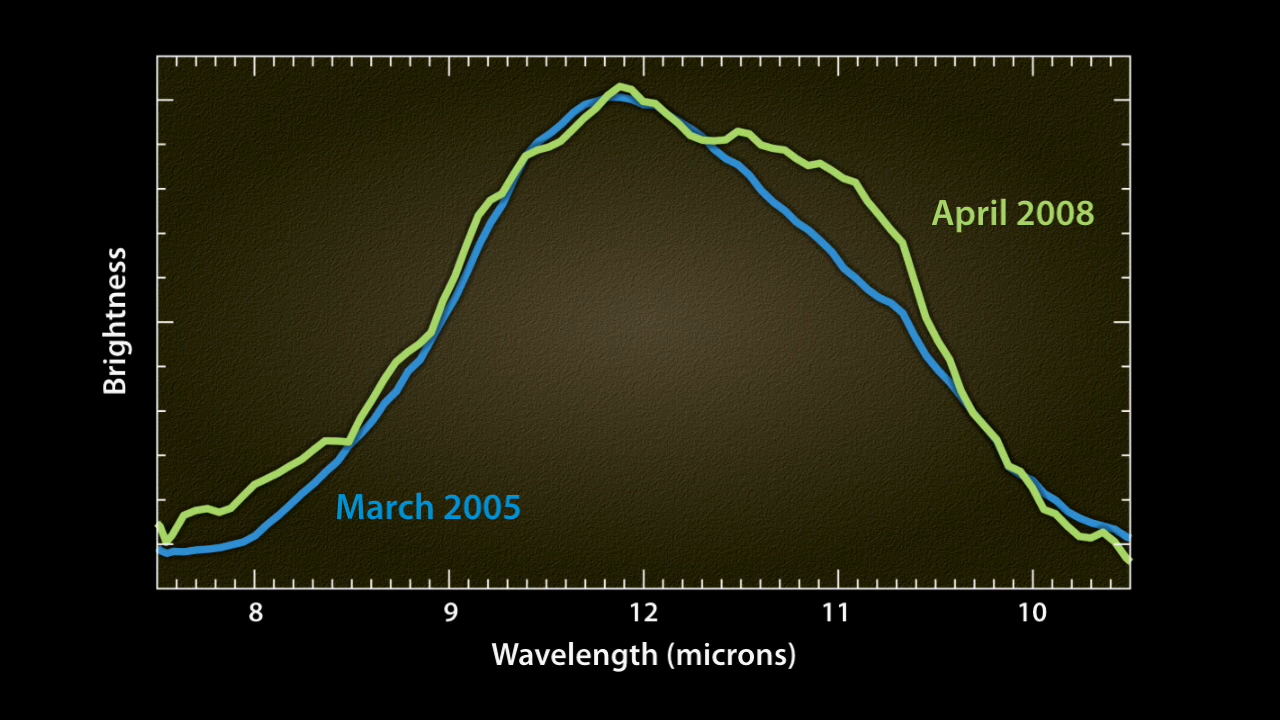 April 2008
Brightness
March 2005
8 9 12 11 10
Wavelength (microns)